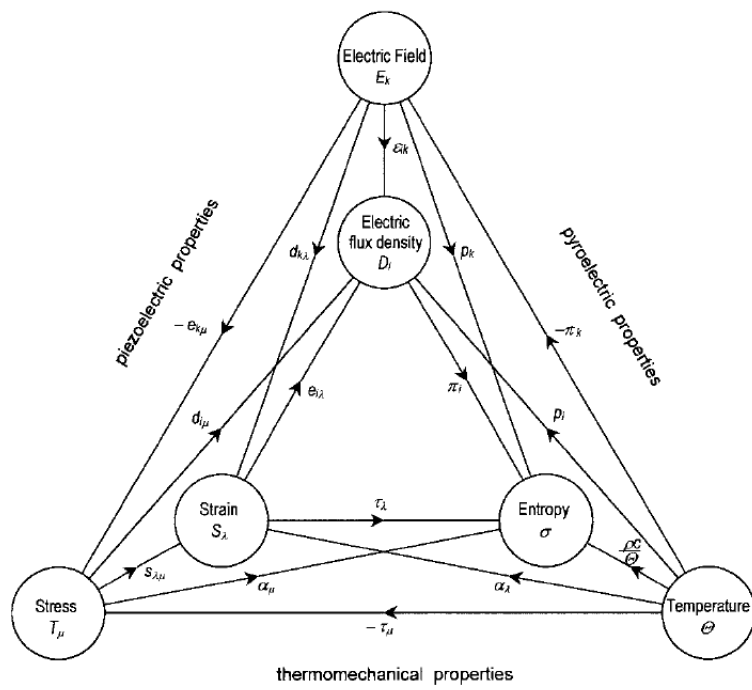 Electric Field
E_k
ε_ik
Electric
flux density
D_i
d_kλ
p_k
piezoelectric properties
pyroelectric properties
− e_kμ
−π_k
d_iμ
e_iλ
π_i
p_i
Strain
S_λ
τ_λ
Entropy
σ
s_λμ
α_μ
α_λ
ρc
Θ
Stress
T_μ
Temperature
Θ
− τ_μ
thermomechanical properties